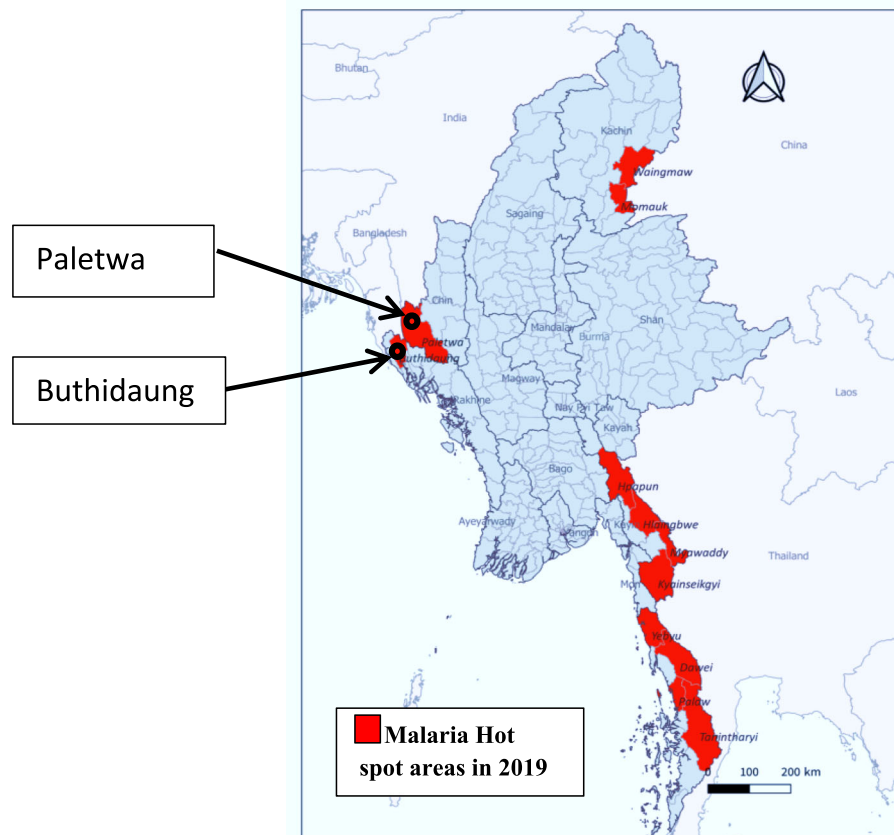 Bhutan
India
China
Kachin
Waingmaw
Momauk
Sagaing
Bangladesh
Paletwa
Chin
Shan
Mandalay
Burma
Paletwa
Buthidaung
Buthidaung
Magway
Laos
Rakhine
Nay Pyi Taw
Kayah
Bago
Hpapun
Ayeyarwady
Hlaingbwe
Yangon
Myawaddy
Thailand
Mon
Kyainseikgyi
Yebyu
Dawei
Palaw
Malaria Hot
spot areas in 2019
Tanintharyi
0 100 200 km